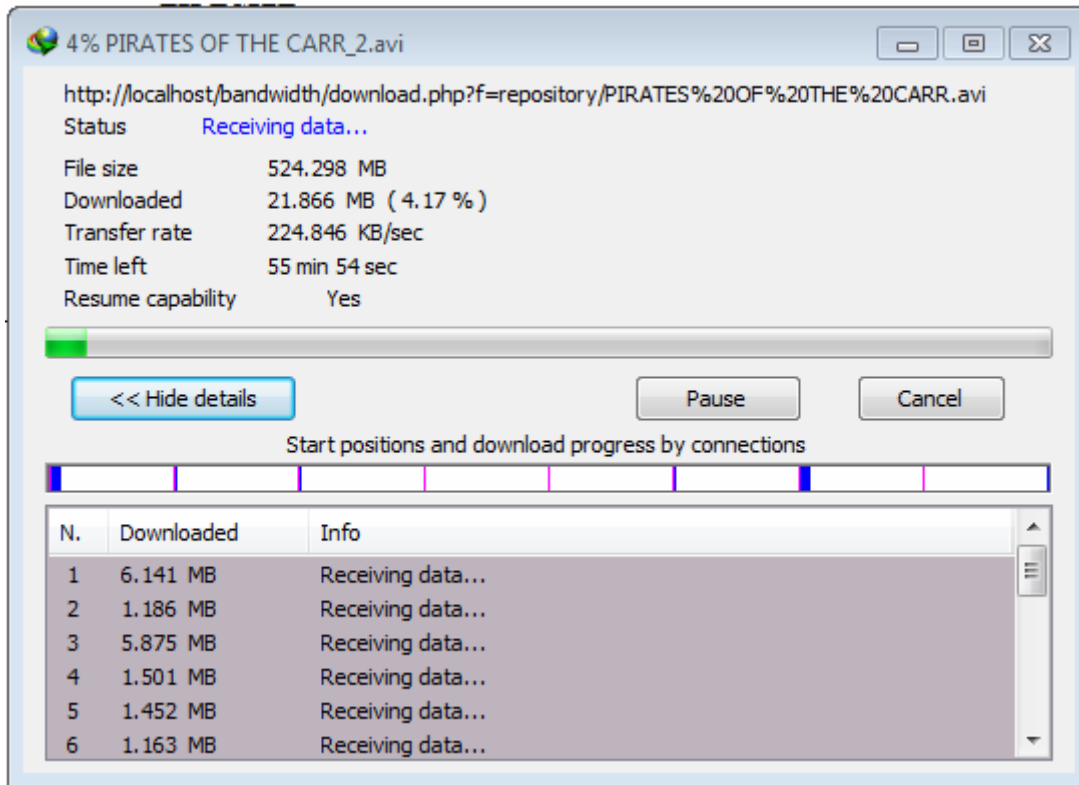 4% PIRATES OF THE CARR_2.avi
http://localhost/bandwidth/download.php?f=repository/PIRATES%20OF%20THE%20CARR.avi
Status Receiving data...
File size 524.298 MB
Downloaded 21.866 MB ( 4.17 % )
Transfer rate 224.846 KB/sec
Time left 55 min 54 sec
Resume capability Yes
<< Hide details Pause Cancel
Start positions and download progress by connections
N. Downloaded Info
1 6.141 MB Receiving data...
2 1.186 MB Receiving data...
3 5.875 MB Receiving data...
4 1.501 MB Receiving data...
5 1.452 MB Receiving data...
6 1.163 MB Receiving data...